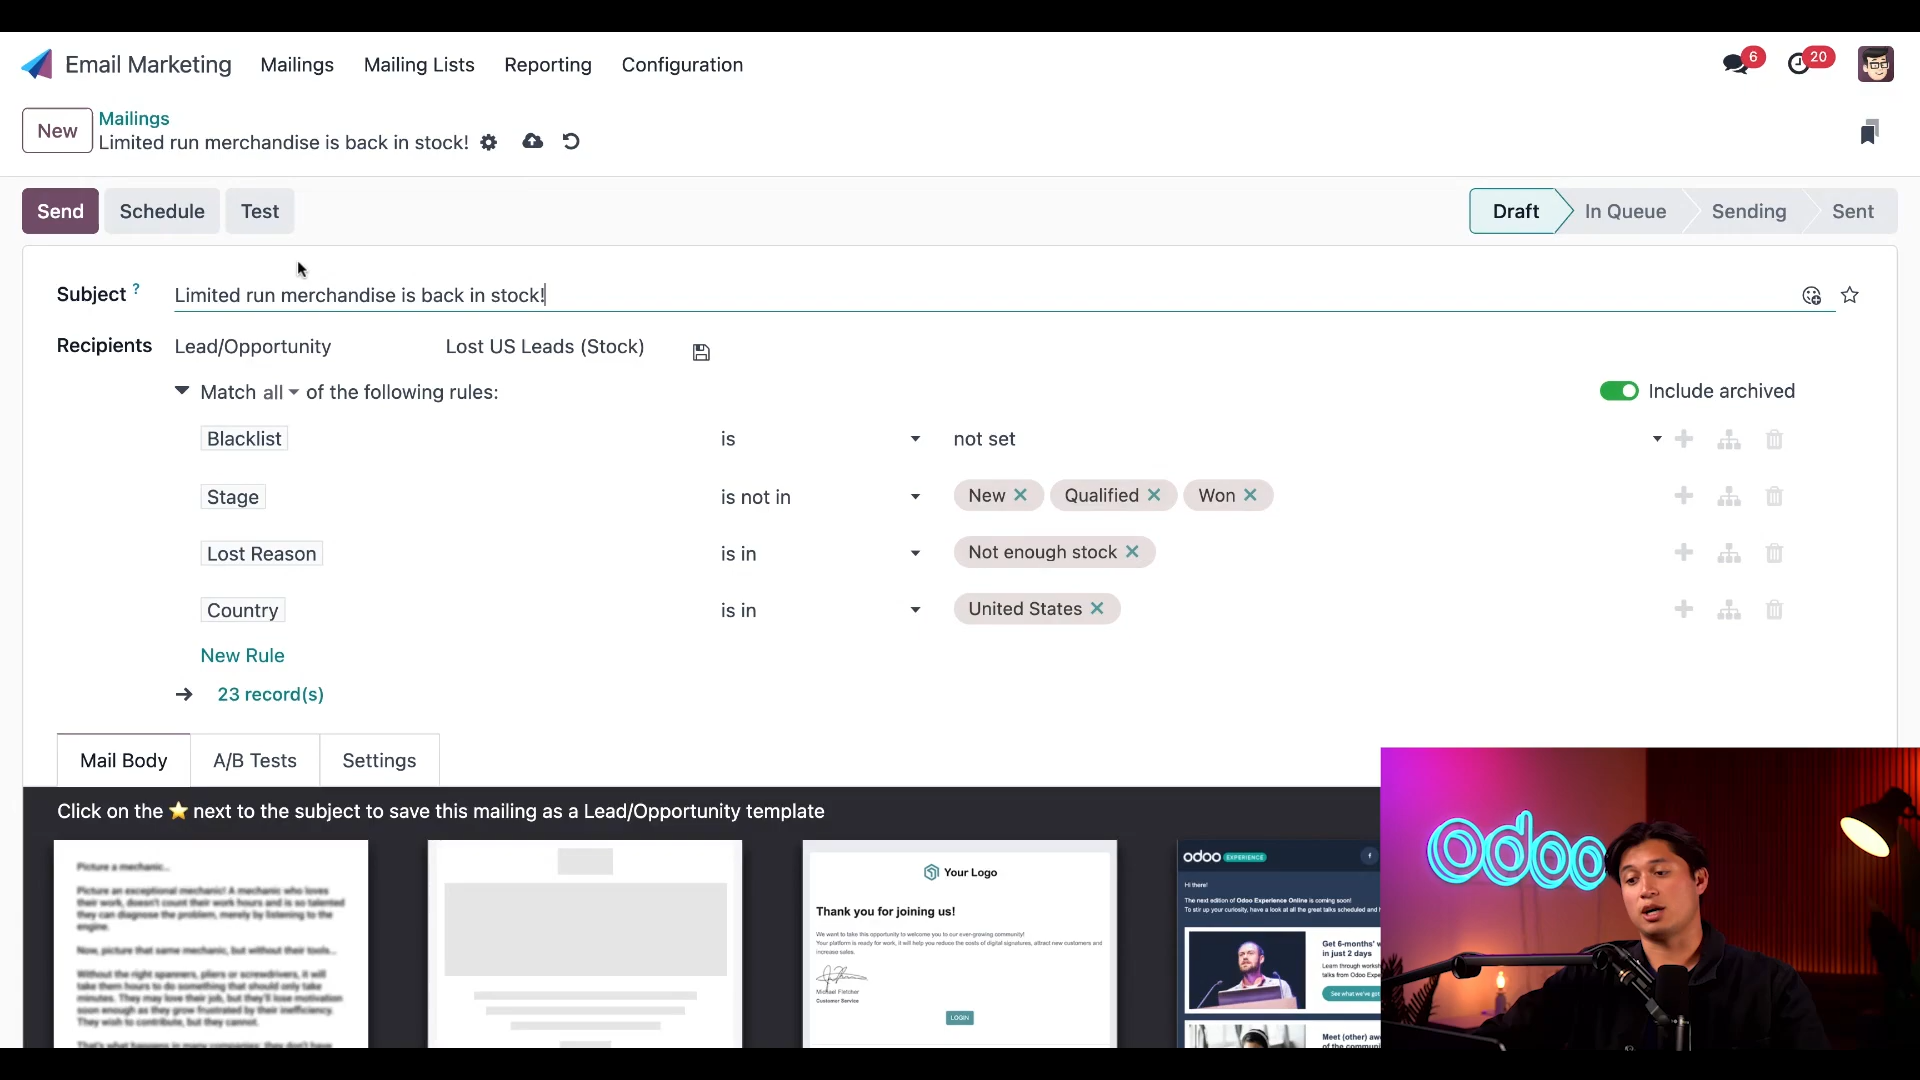 Email Marketing Mailings Mailing Lists Reporting Configuration 6 20
New Mailings
Limited run merchandise is back in stock!
Send Schedule Test Draft In Queue Sending Sent
Subject ? Limited run merchandise is back in stock!
Recipients Lead/Opportunity Lost US Leads (Stock)
Match all of the following rules: Include archived
Blacklist is not set
Stage is not in New Qualified Won
Lost Reason is in Not enough stock
Country is in United States
New Rule
23 record(s)
Mail Body A/B Tests Settings
Click on the ⭐ next to the subject to save this mailing as a Lead/Opportunity template
Picture a mechanic...
Picture an exceptional mechanic! A mechanic who loves
their work, doesn't count their work hours and is so talented
they can diagnose the problem, merely by listening to the
engine.
Now, picture that same mechanic, but without their tools...
Without the right spanners, pliers or screwdrivers, it will
take them hours to do something that should only take
minutes. They may love their job, but they'll lose motivation
soon enough as they grow frustrated by their inefficiency.
They wish to contribute, but they cannot.
Your Logo
Thank you for joining us!
We want to take this opportunity to welcome you to our ever-growing community!
Your platform is ready for work, it will help you reduce the costs of digital signatures, attract new customers and
increase sales.
Michael Fletcher
Customer Service
LOGIN
odoo EXPERIENCE
Hi there!
The next edition of Odoo Experience Online is coming soon!
To stir up your curiosity, have a look at all the great talks scheduled and
Get 6-months'
in just 2 days
Learn through
talks from Odoo
See what we've got
Meet (other)
of the
odoo